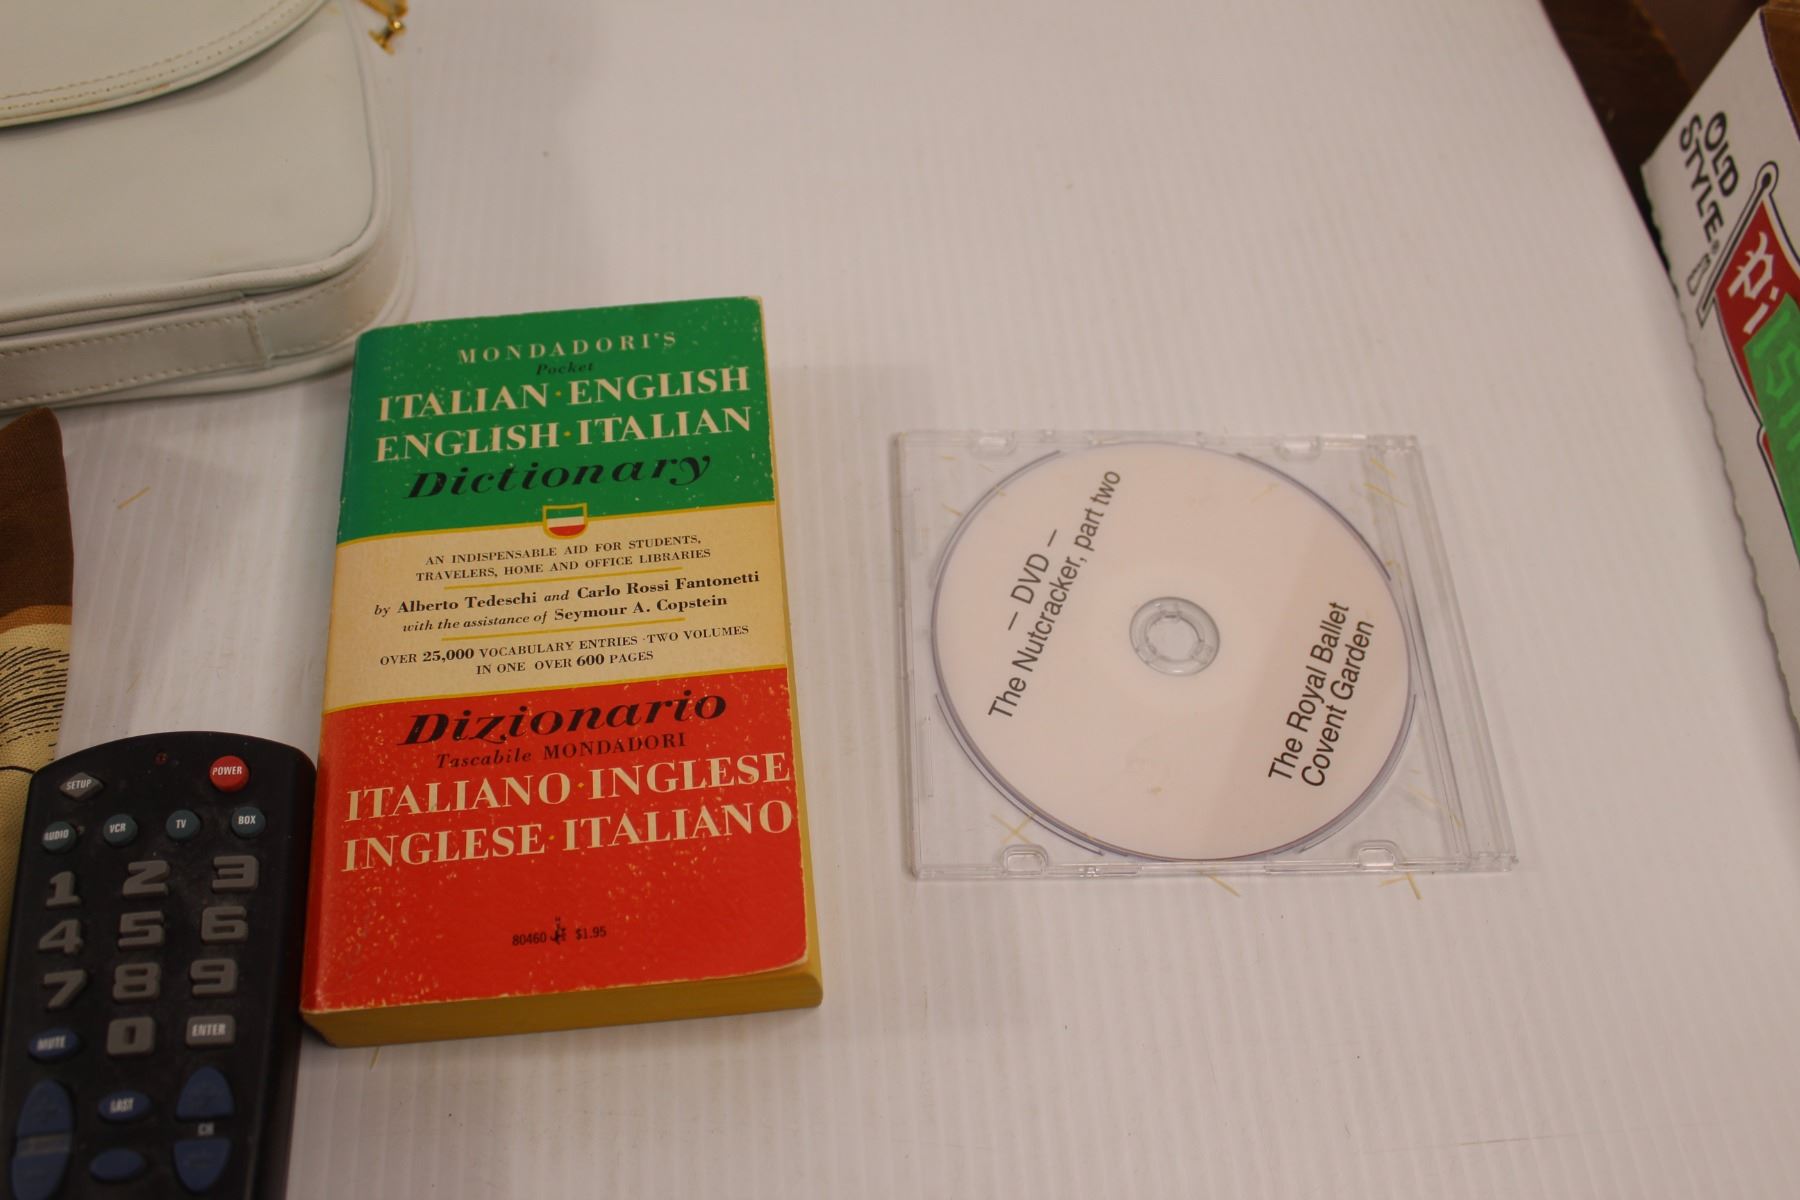 MONDADORI'S
Pocket
ITALIAN·ENGLISH
ENGLISH·ITALIAN
Dictionary
AN INDISPENSABLE AID FOR STUDENTS,
TRAVELERS, HOME AND OFFICE LIBRARIES
by Alberto Tedeschi and Carlo Rossi Fantonetti
with the assistance of Seymour A. Copstein
OVER 25,000 VOCABULARY ENTRIES·TWO VOLUMES
IN ONE OVER 600 PAGES
Dizionario
Tascabile MONDADORI
ITALIANO·INGLESE
INGLESE·ITALIANO
80460 $1.95
– DVD –
The Nutcracker, part two
The Royal Ballet
Covent Garden
SETUP POWER
AUDIO VCR TV BOX
1 2 3
4 5 6
7 8 9
MUTE 0 ENTER
LAST
CH
OLD
STYLE®